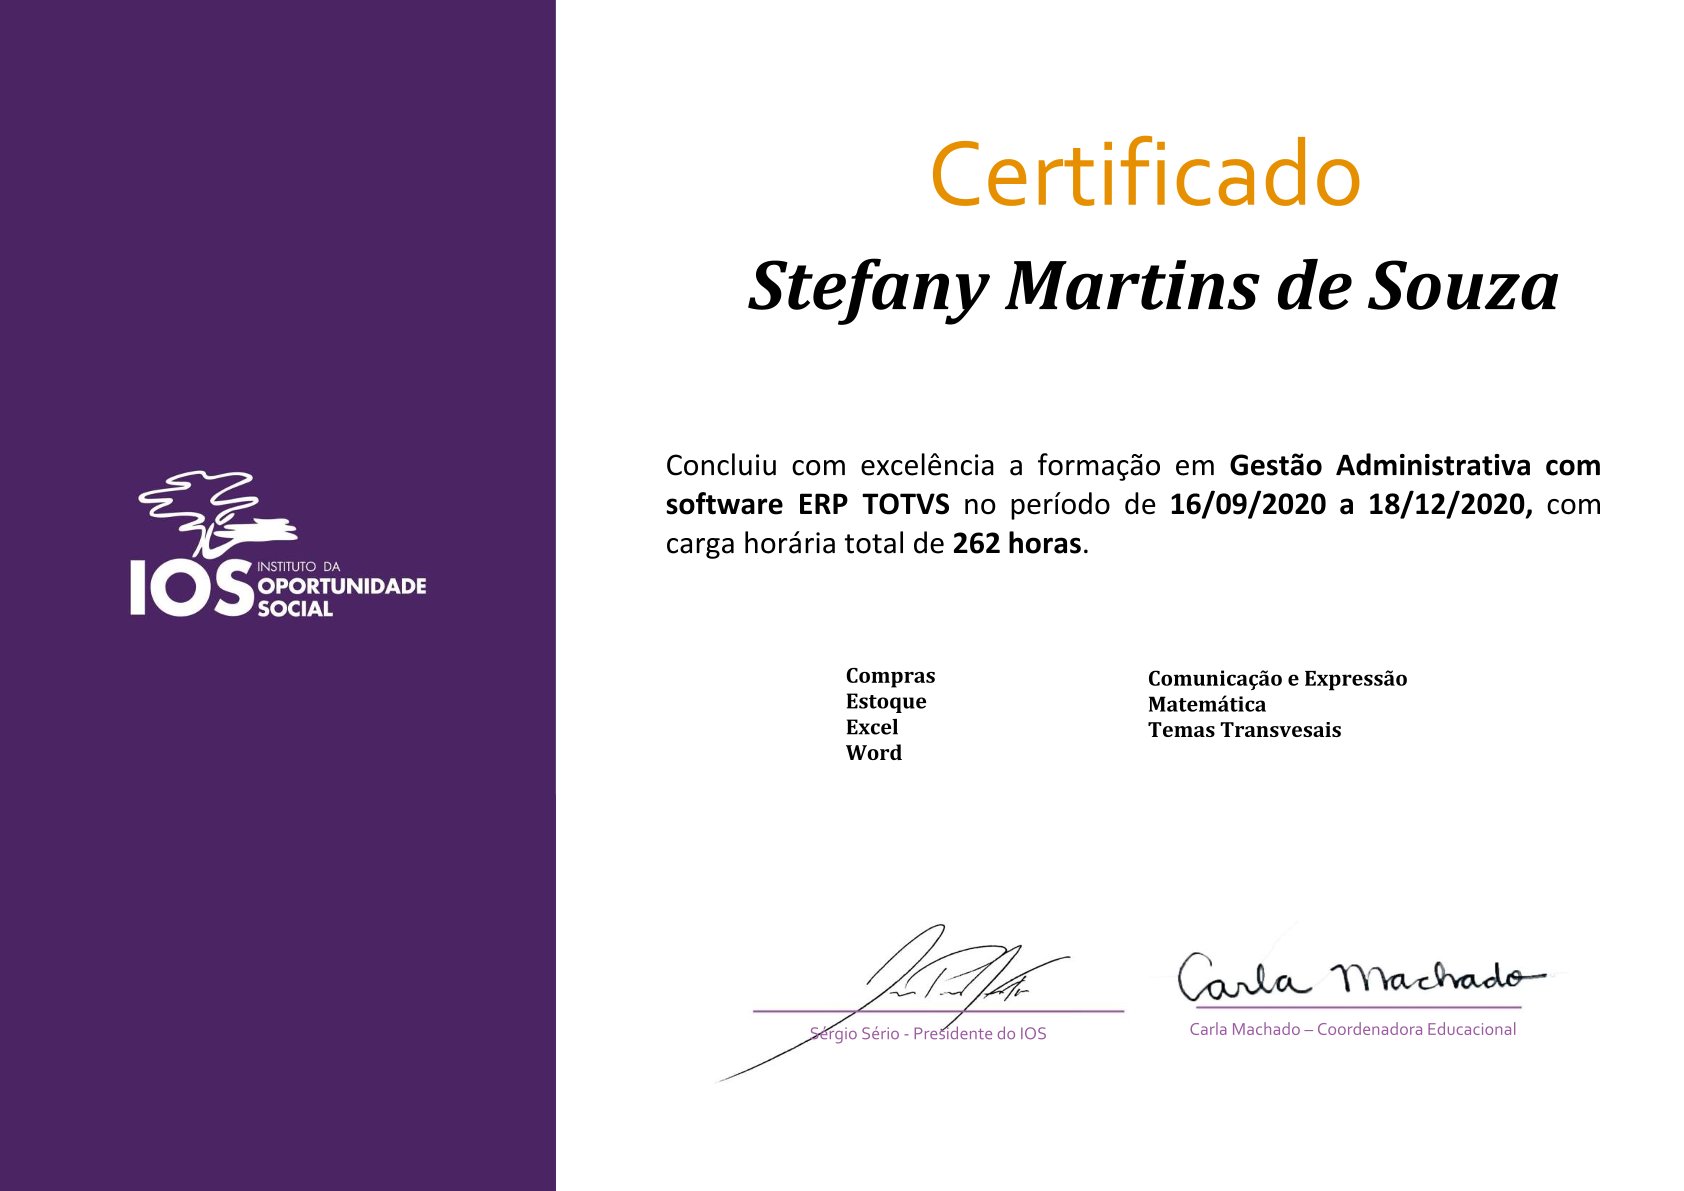 Certificado
Stefany Martins de Souza
Concluiu com excelência a formação em Gestão Administrativa com
software ERP TOTVS no período de 16/09/2020 a 18/12/2020, com
carga horária total de 262 horas.
IOS INSTITUTO DA
OPORTUNIDADE
SOCIAL
Compras
Estoque
Excel
Word
Comunicação e Expressão
Matemática
Temas Transvesais
Carla Machado
Sérgio Sério - Presidente do IOS
Carla Machado – Coordenadora Educacional